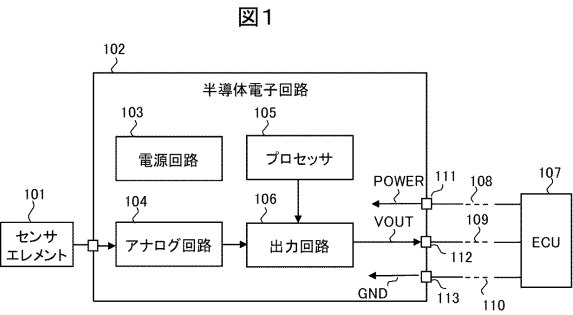 図1
102
半導体電子回路
103
電源回路
105
プロセッサ
101
センサ
エレメント
104
アナログ回路
106
出力回路
POWER
111
108
VOUT
109
112
GND
113
110
107
ECU